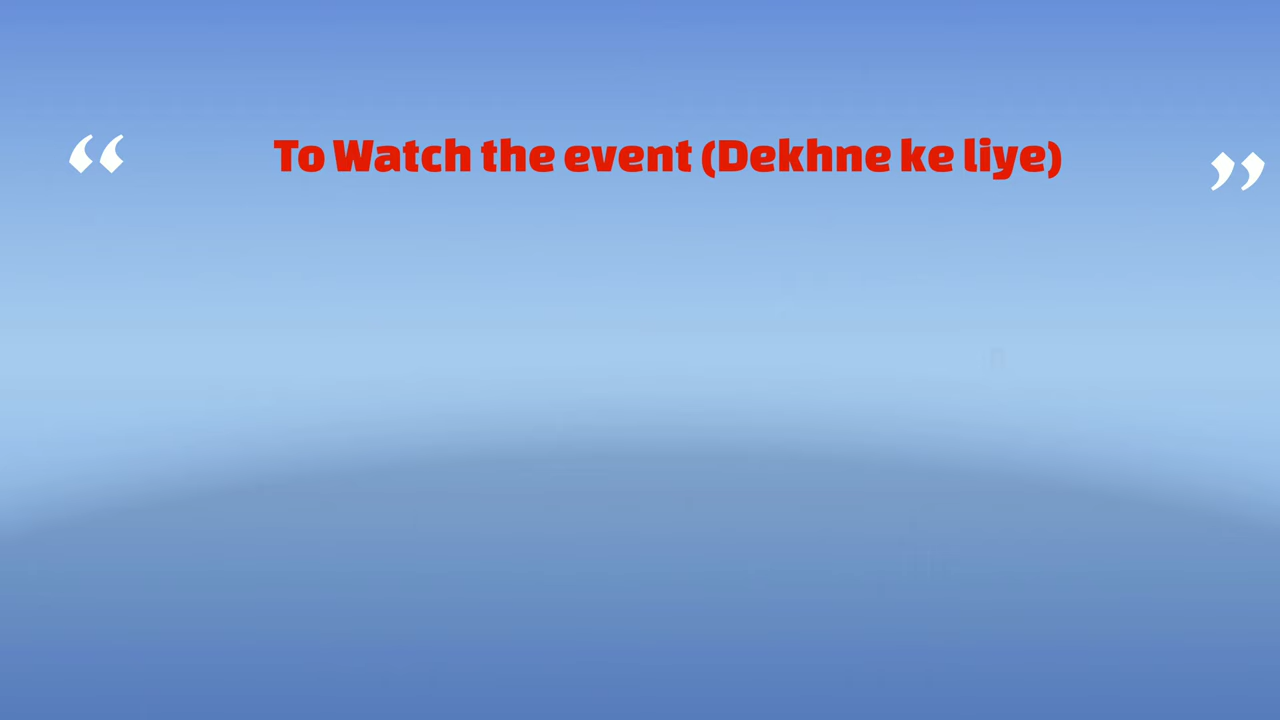 “ To Watch the event (Dekhne ke liye) ”